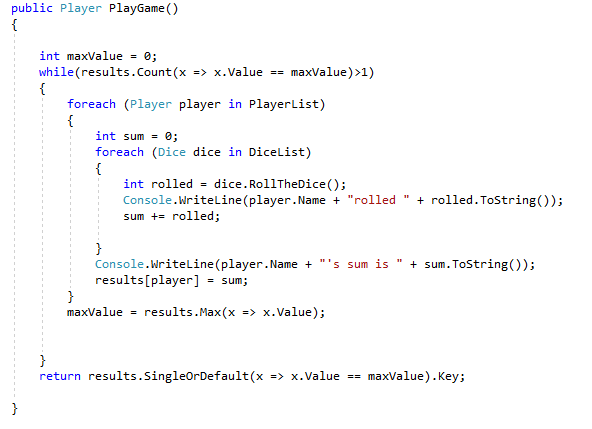 public Player PlayGame()
{
int maxValue = 0;
while(results.Count(x => x.Value == maxValue)>1)
{
foreach (Player player in PlayerList)
{
int sum = 0;
foreach (Dice dice in DiceList)
{
int rolled = dice.RollTheDice();
Console.WriteLine(player.Name + "rolled " + rolled.ToString());
sum += rolled;
}
Console.WriteLine(player.Name + "'s sum is " + sum.ToString());
results[player] = sum;
}
maxValue = results.Max(x => x.Value);
}
return results.SingleOrDefault(x => x.Value == maxValue).Key;
}